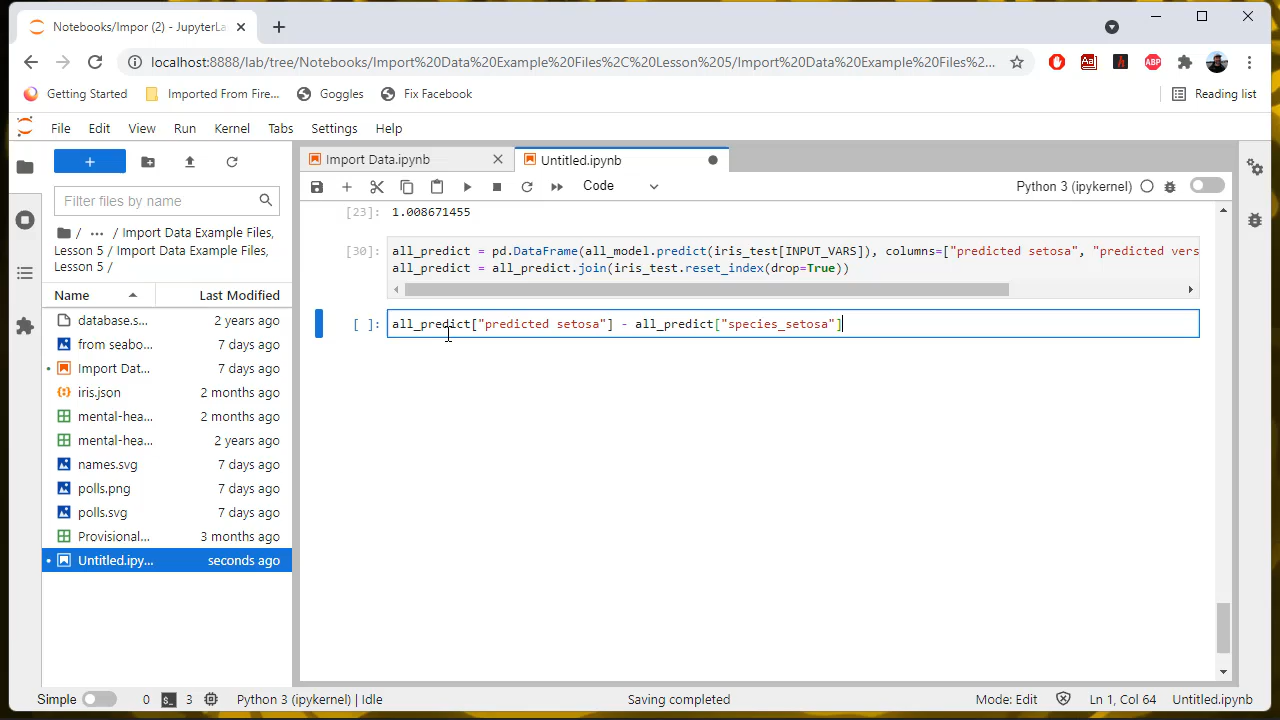 Notebooks/Impor (2) - JupyterLa
localhost:8888/lab/tree/Notebooks/Import%20Data%20Example%20Files%2C%20Lesson%205/Import%20Data%20Example%20Files%2...
Getting Started
Imported From Fire...
Goggles
Fix Facebook
Reading list
File Edit View Run Kernel Tabs Settings Help
Filter files by name
/ ... / Import Data Example Files,
Lesson 5 / Import Data Example Files,
Lesson 5 /
Name Last Modified
database.s... 2 years ago
from seabo... 7 days ago
Import Dat... 7 days ago
iris.json 2 months ago
mental-hea... 2 months ago
mental-hea... 2 years ago
names.svg 7 days ago
polls.png 7 days ago
polls.svg 7 days ago
Provisional... 3 months ago
Untitled.ipy... seconds ago
Import Data.ipynb
Untitled.ipynb
Code
Python 3 (ipykernel)
[23]: 1.008671455
[30]: all_predict = pd.DataFrame(all_model.predict(iris_test[INPUT_VARS]), columns=["predicted setosa", "predicted vers
all_predict = all_predict.join(iris_test.reset_index(drop=True))
[ ]: all_predict["predicted setosa"] - all_predict["species_setosa"]
Simple 0 3 Python 3 (ipykernel) | Idle Saving completed Mode: Edit Ln 1, Col 64 Untitled.ipynb